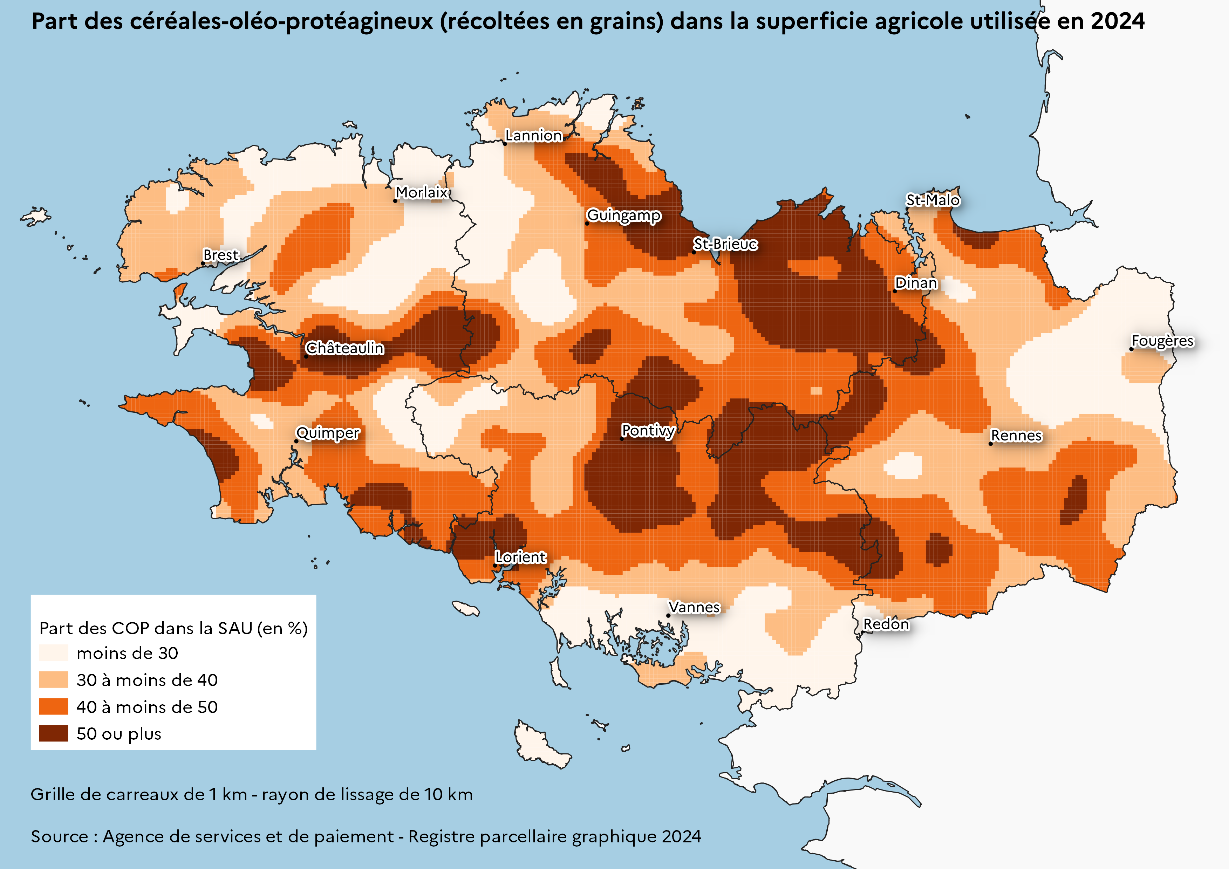 Part des céréales-oléo-protéagineux (récoltées en grains) dans la superficie agricole utilisée en 2024
Lannion
Morlaix
St-Malo
Guingamp
St-Brieuc
Brest
Dinan
Fougères
Châteaulin
Quimper
Pontivy
Rennes
Lorient
Vannes
Redon
Part des COP dans la SAU (en %)
moins de 30
30 à moins de 40
40 à moins de 50
50 ou plus
Grille de carreaux de 1 km - rayon de lissage de 10 km
Source : Agence de services et de paiement - Registre parcellaire graphique 2024